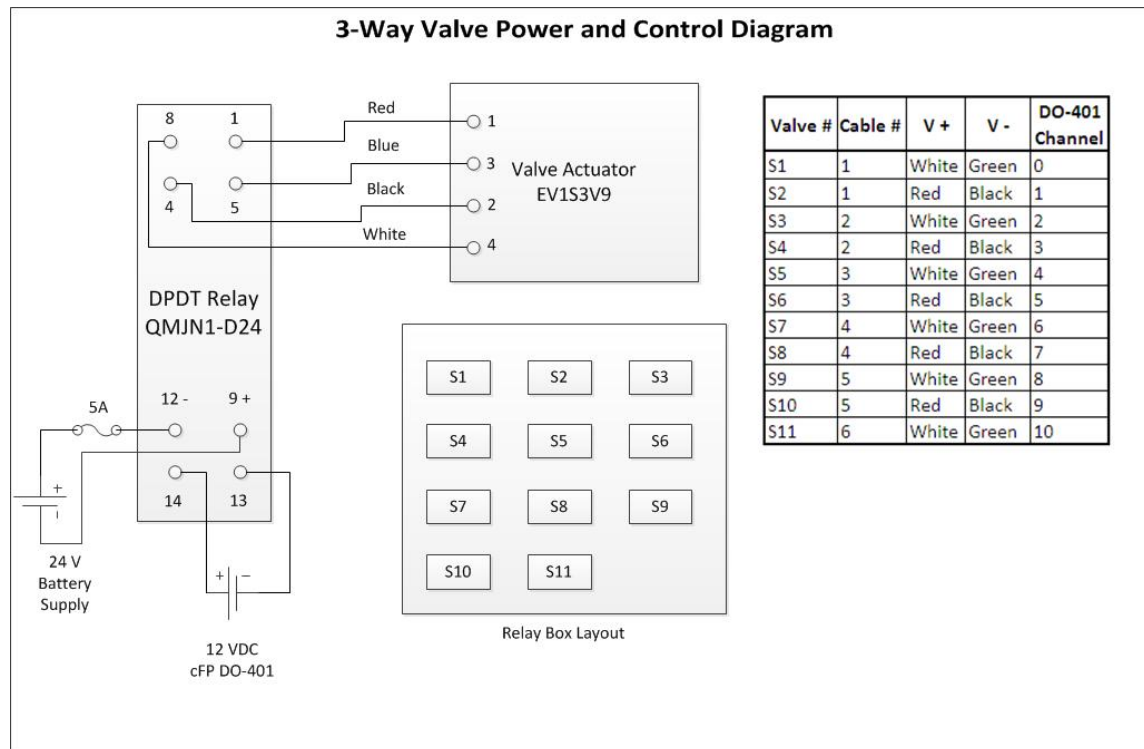 3-Way Valve Power and Control Diagram
8 1
4 5
DPDT Relay
QMJN1-D24
12 - 9 +
14 13
5A
+
-
24 V
Battery
Supply
+ -
12 VDC
cFP DO-401
Red
Blue
Black
White
1
3
2
4
Valve Actuator
EV1S3V9
S1 S2 S3
S4 S5 S6
S7 S8 S9
S10 S11
Relay Box Layout
Valve # Cable # V + V - DO-401 Channel
S1 1 White Green 0
S2 1 Red Black 1
S3 2 White Green 2
S4 2 Red Black 3
S5 3 White Green 4
S6 3 Red Black 5
S7 4 White Green 6
S8 4 Red Black 7
S9 5 White Green 8
S10 5 Red Black 9
S11 6 White Green 10